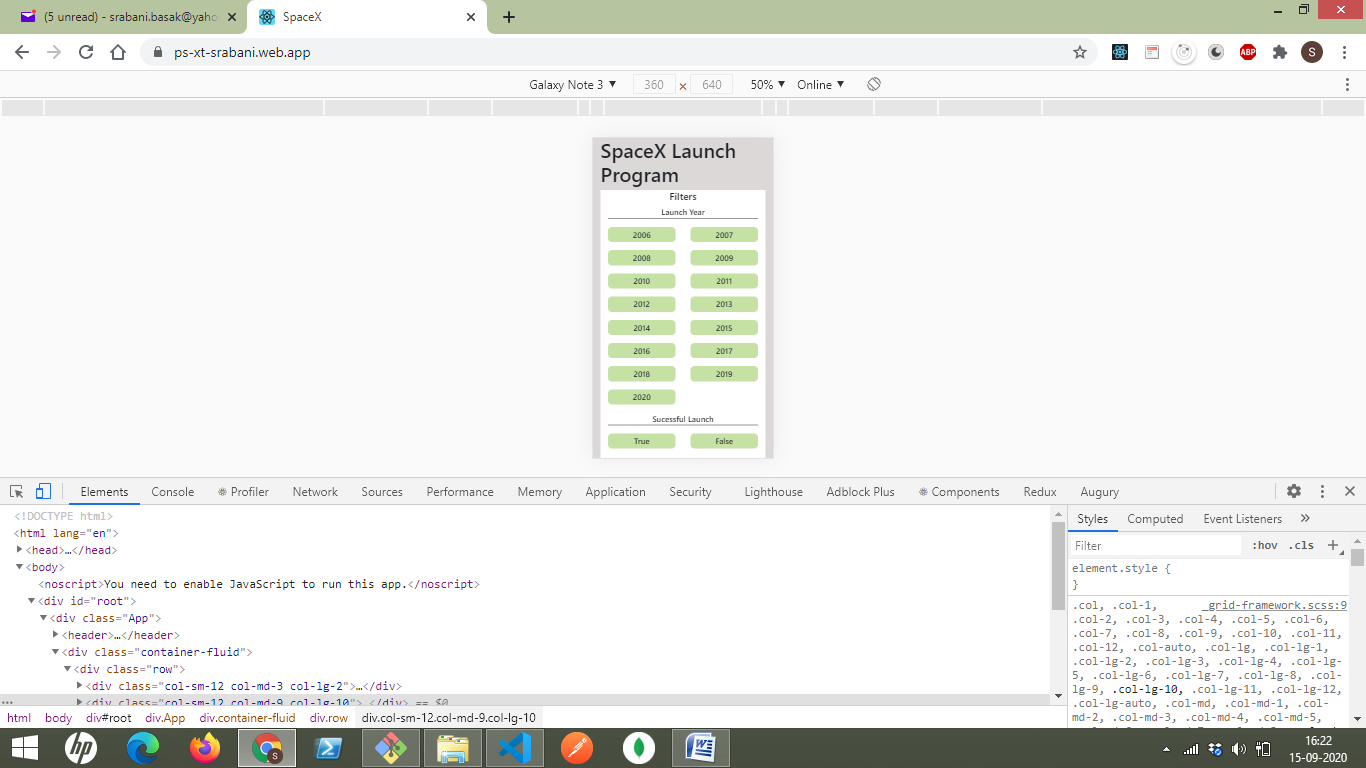 (5 unread) - srabani.basak@yaho
SpaceX
ps-xt-srabani.web.app
ABP
S
Galaxy Note 3 ▼ 360 × 640 50% ▼ Online ▼
SpaceX Launch
Program
Filters
Launch Year
2006 2007
2008 2009
2010 2011
2012 2013
2014 2015
2016 2017
2018 2019
2020
Sucessful Launch
True False
Elements Console Profiler Network Sources Performance Memory Application Security Lighthouse Adblock Plus Components Redux Augury
<!DOCTYPE html>
<html lang="en">
<head>…</head>
<body>
<noscript>You need to enable JavaScript to run this app.</noscript>
<div id="root">
<div class="App">
<header>…</header>
<div class="container-fluid">
<div class="row">
<div class="col-sm-12 col-md-3 col-lg-2">…</div>
<div class="col-sm-12 col-md-9 col-lg-10">…</div> == $0
html body div#root div.App div.container-fluid div.row div.col-sm-12.col-md-9.col-lg-10
Styles Computed Event Listeners »
Filter :hov .cls +
element.style {
}
.col, .col-1, _grid-framework.scss:9
.col-2, .col-3, .col-4, .col-5, .col-6,
.col-7, .col-8, .col-9, .col-10, .col-11,
.col-12, .col-auto, .col-lg, .col-lg-1,
.col-lg-2, .col-lg-3, .col-lg-4, .col-lg-
5, .col-lg-6, .col-lg-7, .col-lg-8, .col-
lg-9, .col-lg-10, .col-lg-11, .col-lg-12,
.col-lg-auto, .col-md, .col-md-1, .col-
md-2, .col-md-3, .col-md-4, .col-md-5,
hp
S
16:22
15-09-2020